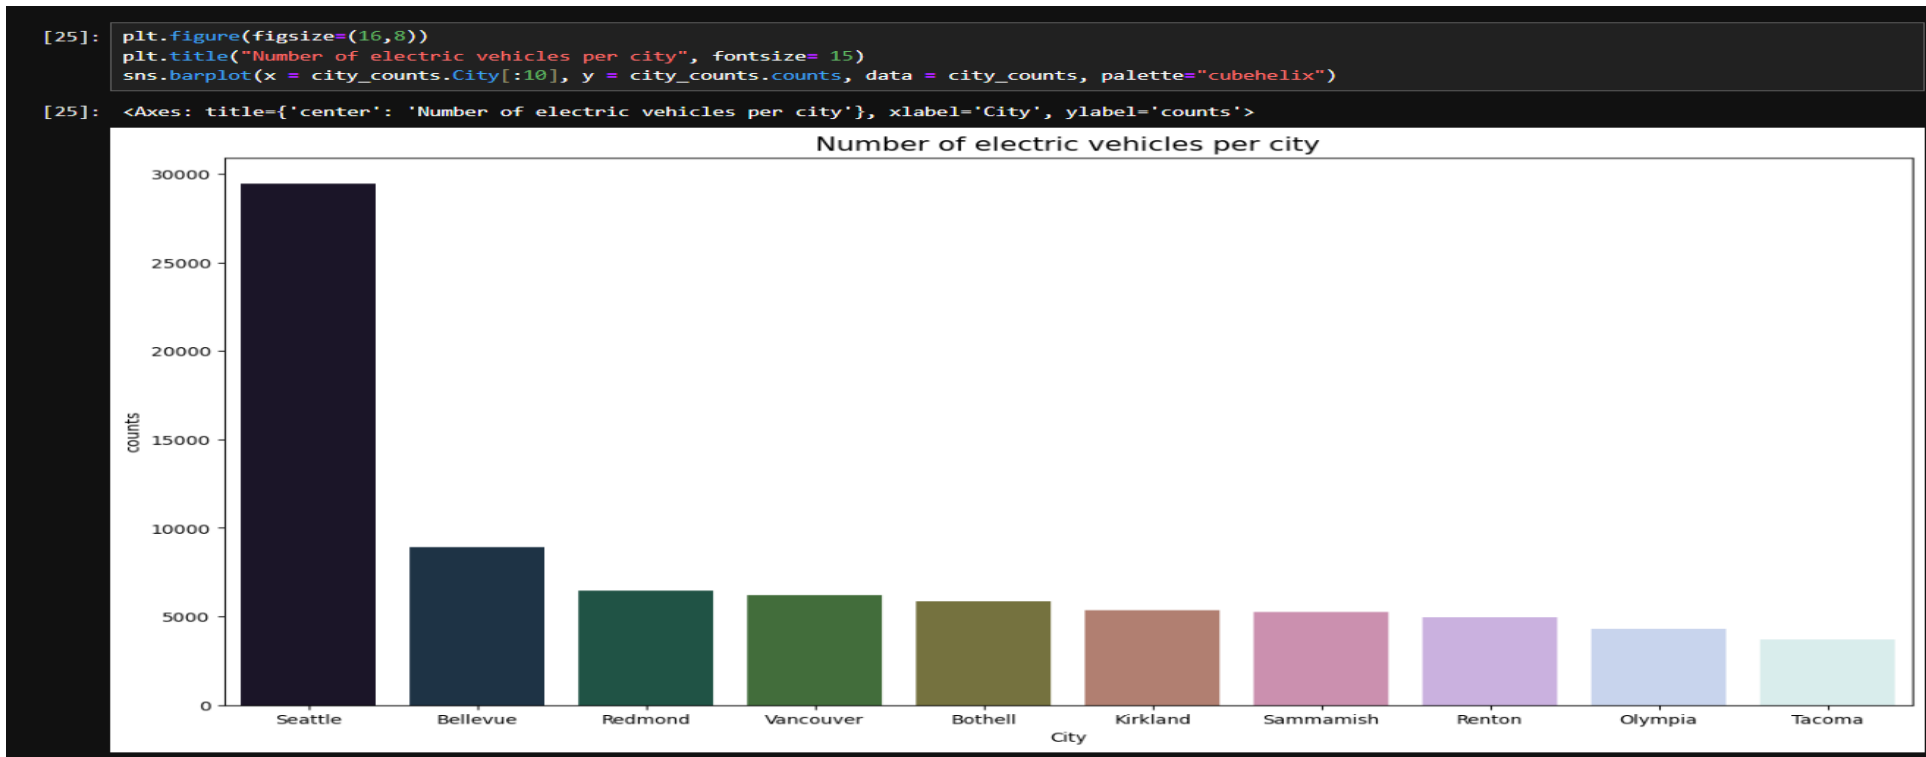 [25]: plt.figure(figsize=(16,8))
plt.title("Number of electric vehicles per city", fontsize= 15)
sns.barplot(x = city_counts.City[:10], y = city_counts.counts, data = city_counts, palette="cubehelix")
[25]: <Axes: title={'center': 'Number of electric vehicles per city'}, xlabel='City', ylabel='counts'>
Number of electric vehicles per city
30000
25000
20000
15000
10000
5000
0
counts
Seattle Bellevue Redmond Vancouver Bothell Kirkland Sammamish Renton Olympia Tacoma
City